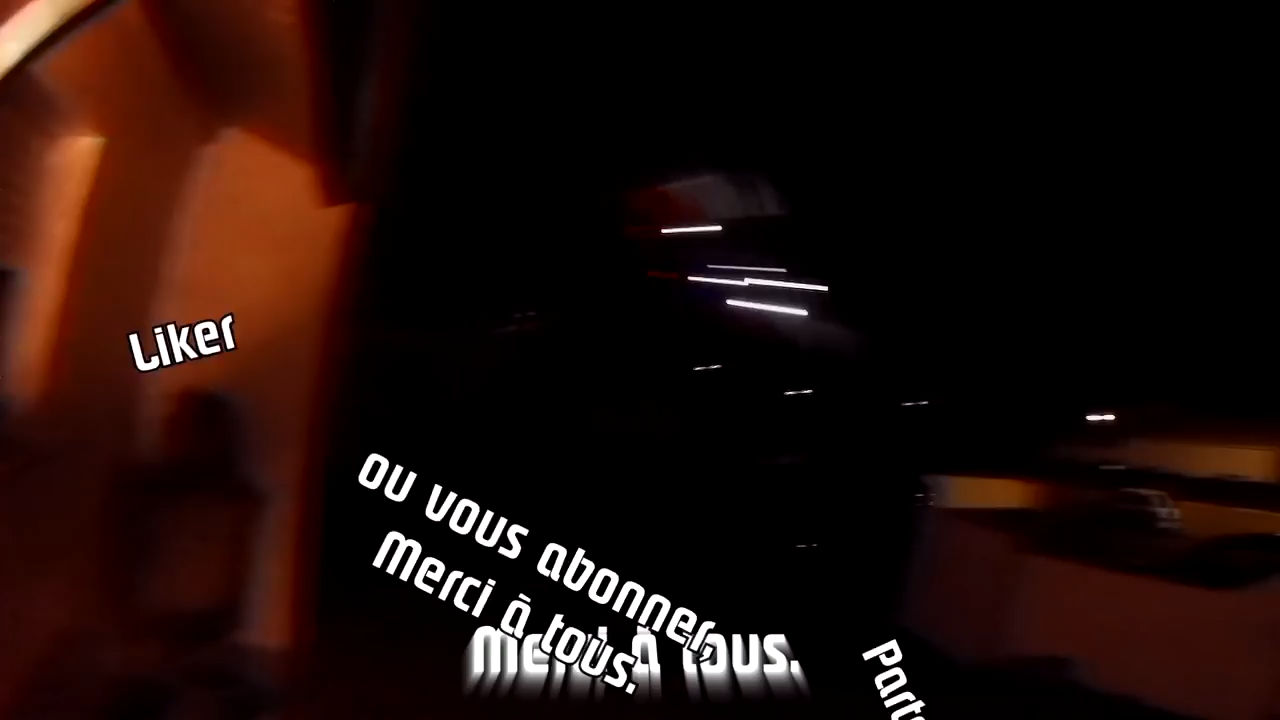 Liker
ou vous abonner,
Merci à tous.
Merci à tous.